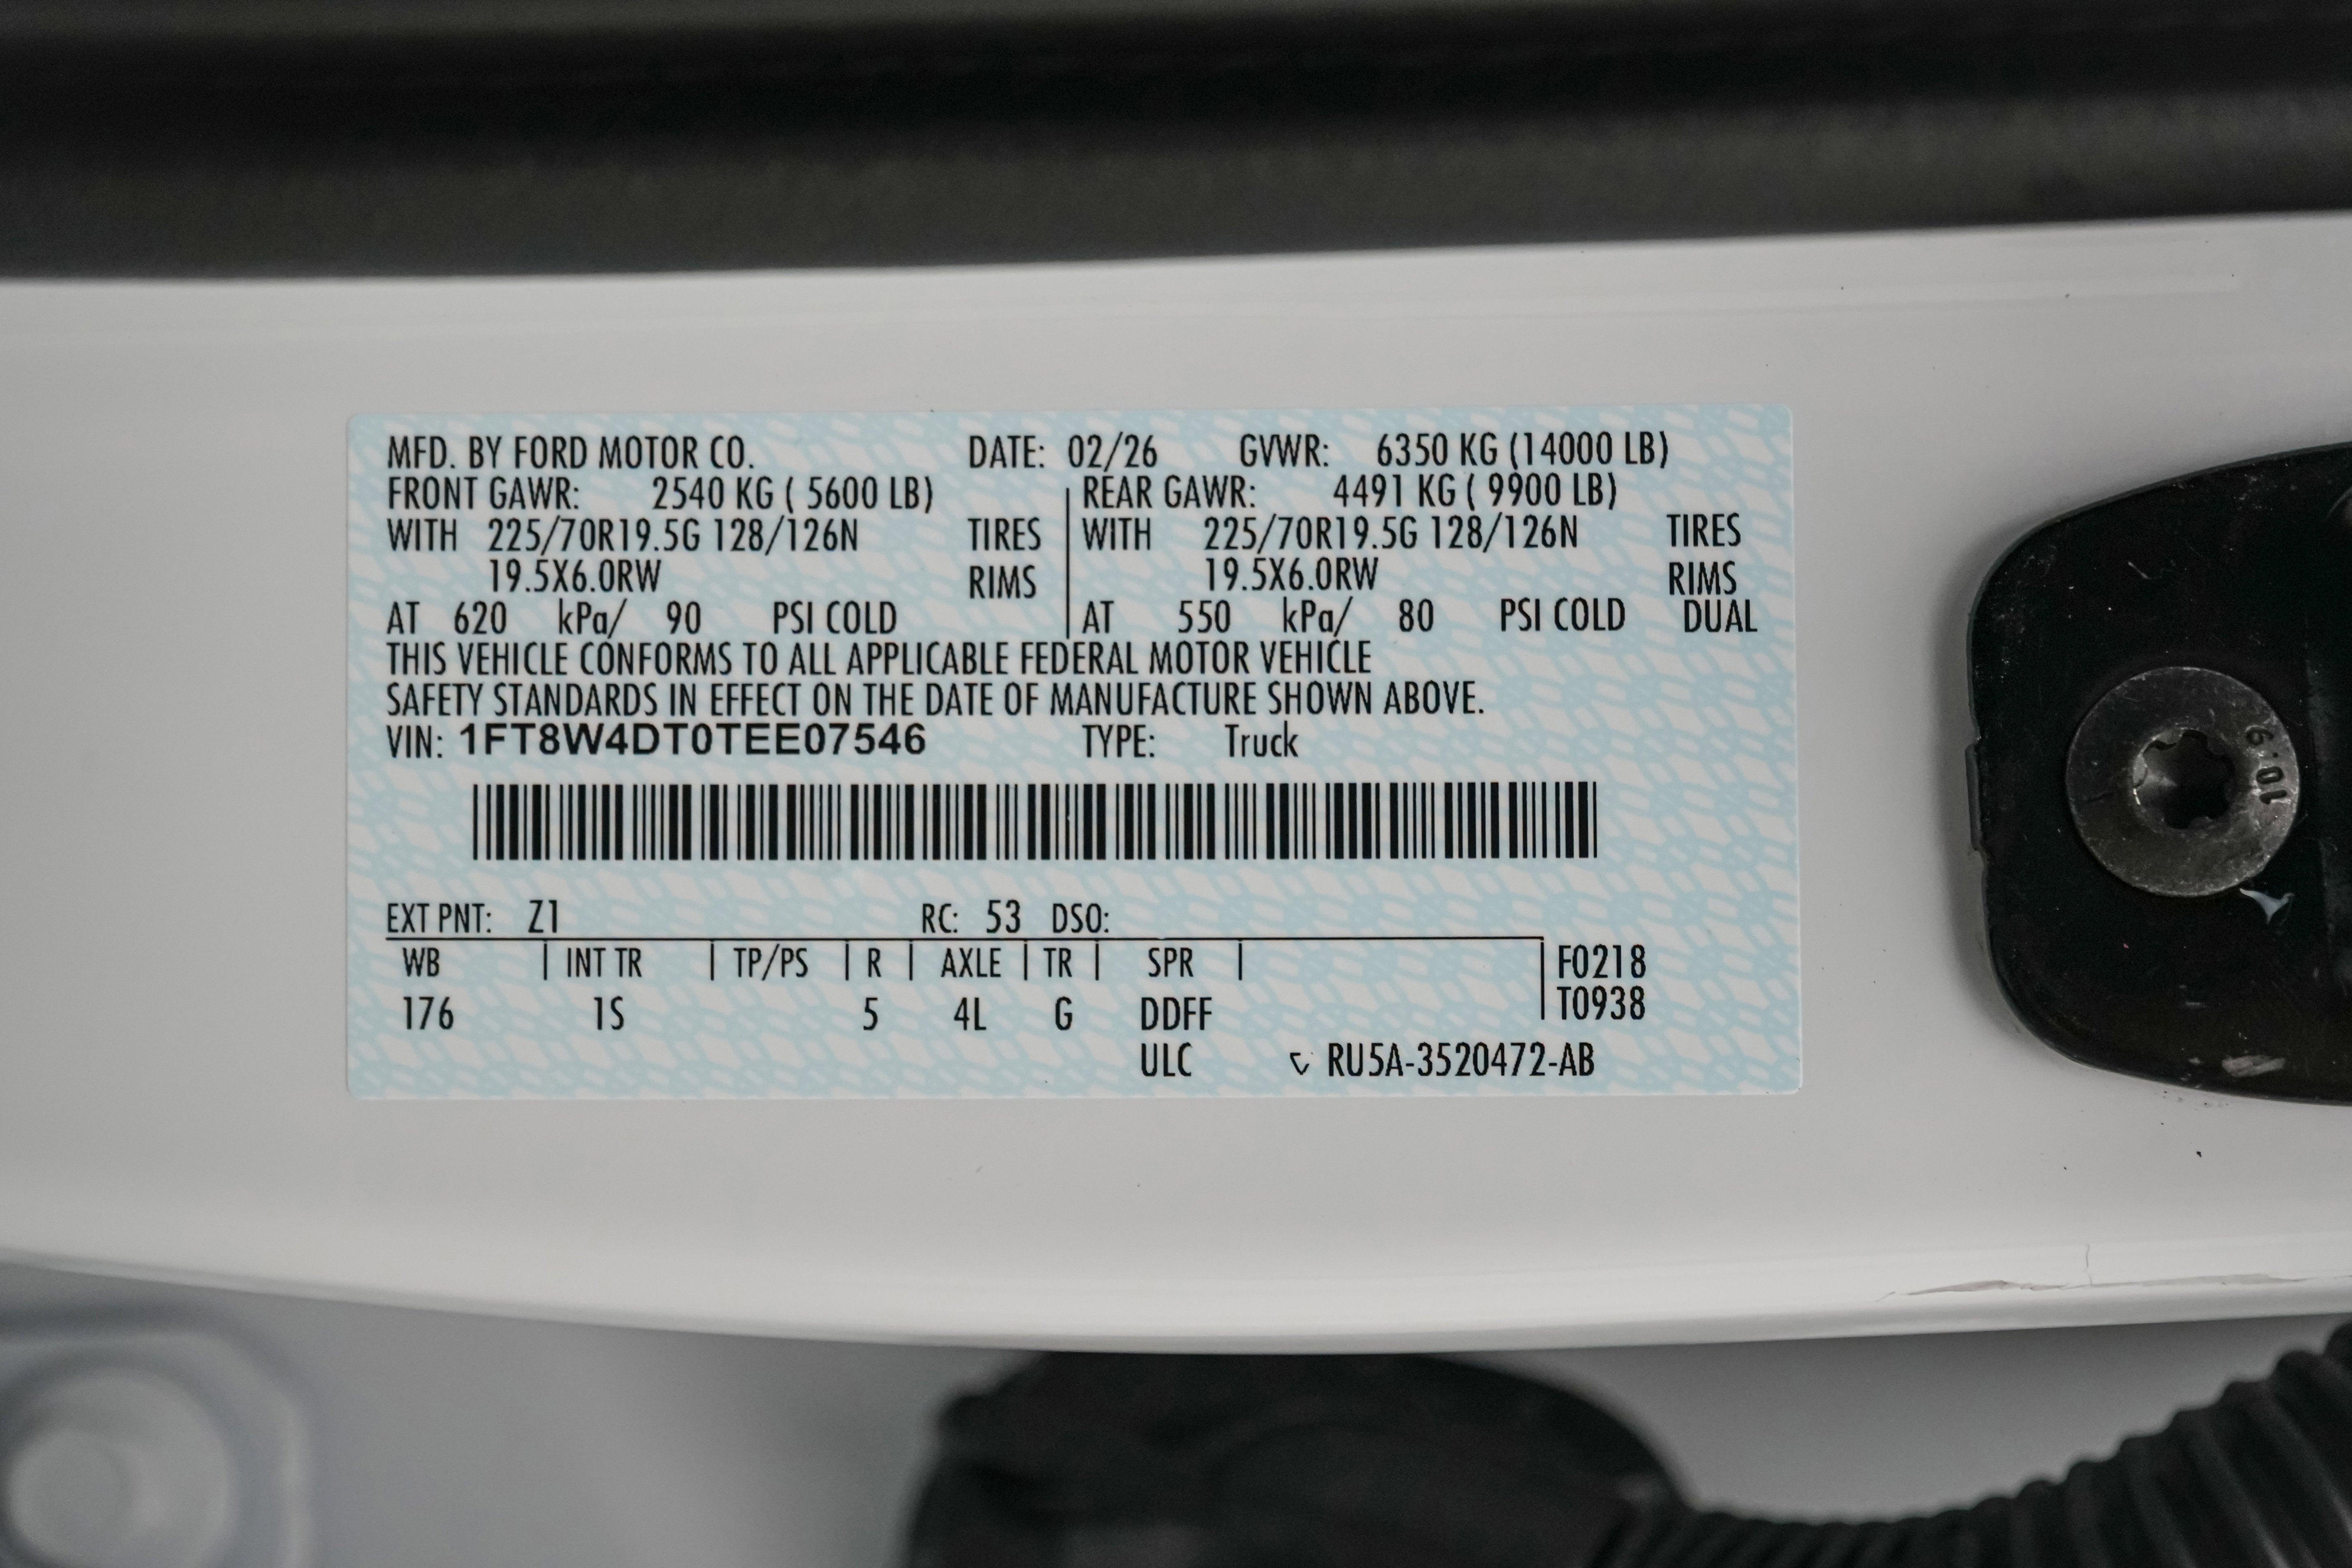 MFD. BY FORD MOTOR CO. DATE: 02/26 GVWR: 6350 KG (14000 LB)
FRONT GAWR: 2540 KG ( 5600 LB) REAR GAWR: 4491 KG ( 9900 LB)
WITH 225/70R19.5G 128/126N TIRES WITH 225/70R19.5G 128/126N TIRES
19.5X6.0RW RIMS 19.5X6.0RW RIMS
AT 620 kPa/ 90 PSI COLD AT 550 kPa/ 80 PSI COLD DUAL
THIS VEHICLE CONFORMS TO ALL APPLICABLE FEDERAL MOTOR VEHICLE
SAFETY STANDARDS IN EFFECT ON THE DATE OF MANUFACTURE SHOWN ABOVE.
VIN: 1FT8W4DT0TEE07546 TYPE: Truck
EXT PNT: Z1 RC: 53 DSO:
WB INT TR TP/PS R AXLE TR SPR F0218
T0938
176 1S 5 4L G DDFF
ULC RU5A-3520472-AB
10.9